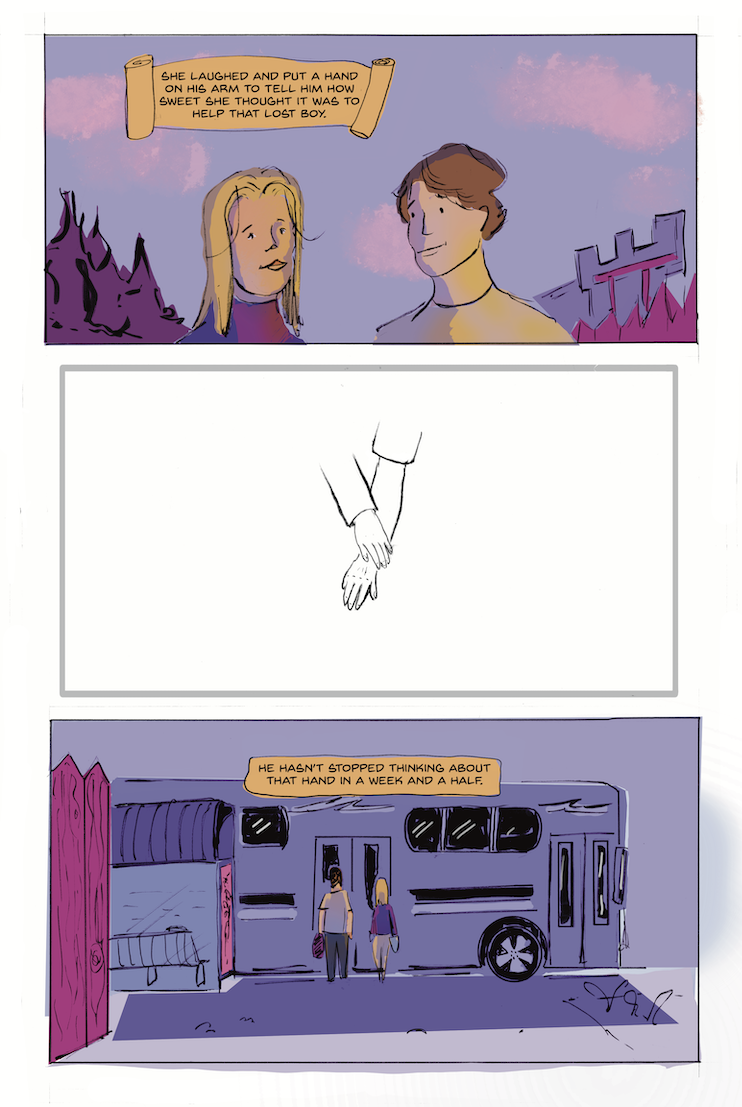 SHE LAUGHED AND PUT A HAND
ON HIS ARM TO TELL HIM HOW
SWEET SHE THOUGHT IT WAS TO
HELP THAT LOST BOY.
HE HASN'T STOPPED THINKING ABOUT
THAT HAND IN A WEEK AND A HALF.